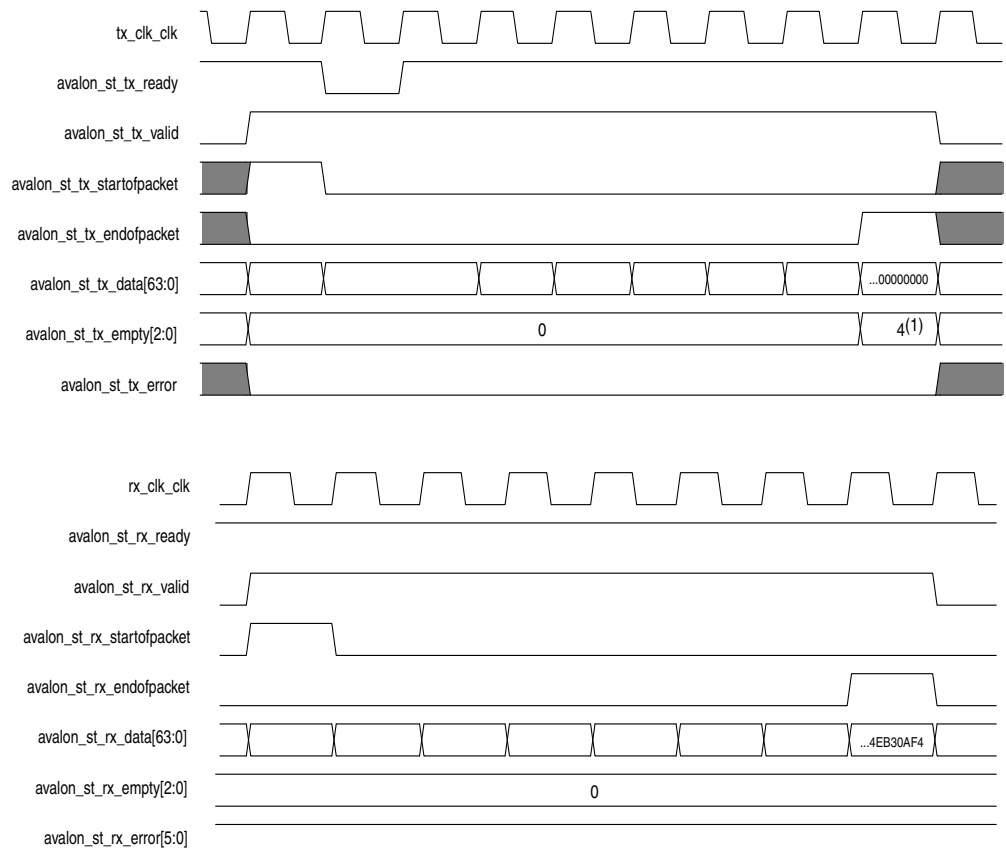 tx_clk_clk
avalon_st_tx_ready
avalon_st_tx_valid
avalon_st_tx_startofpacket
avalon_st_tx_endofpacket
avalon_st_tx_data[63:0] ...00000000
avalon_st_tx_empty[2:0] 0 4(1)
avalon_st_tx_error
rx_clk_clk
avalon_st_rx_ready
avalon_st_rx_valid
avalon_st_rx_startofpacket
avalon_st_rx_endofpacket
avalon_st_rx_data[63:0] ...4EB30AF4
avalon_st_rx_empty[2:0] 0
avalon_st_rx_error[5:0]